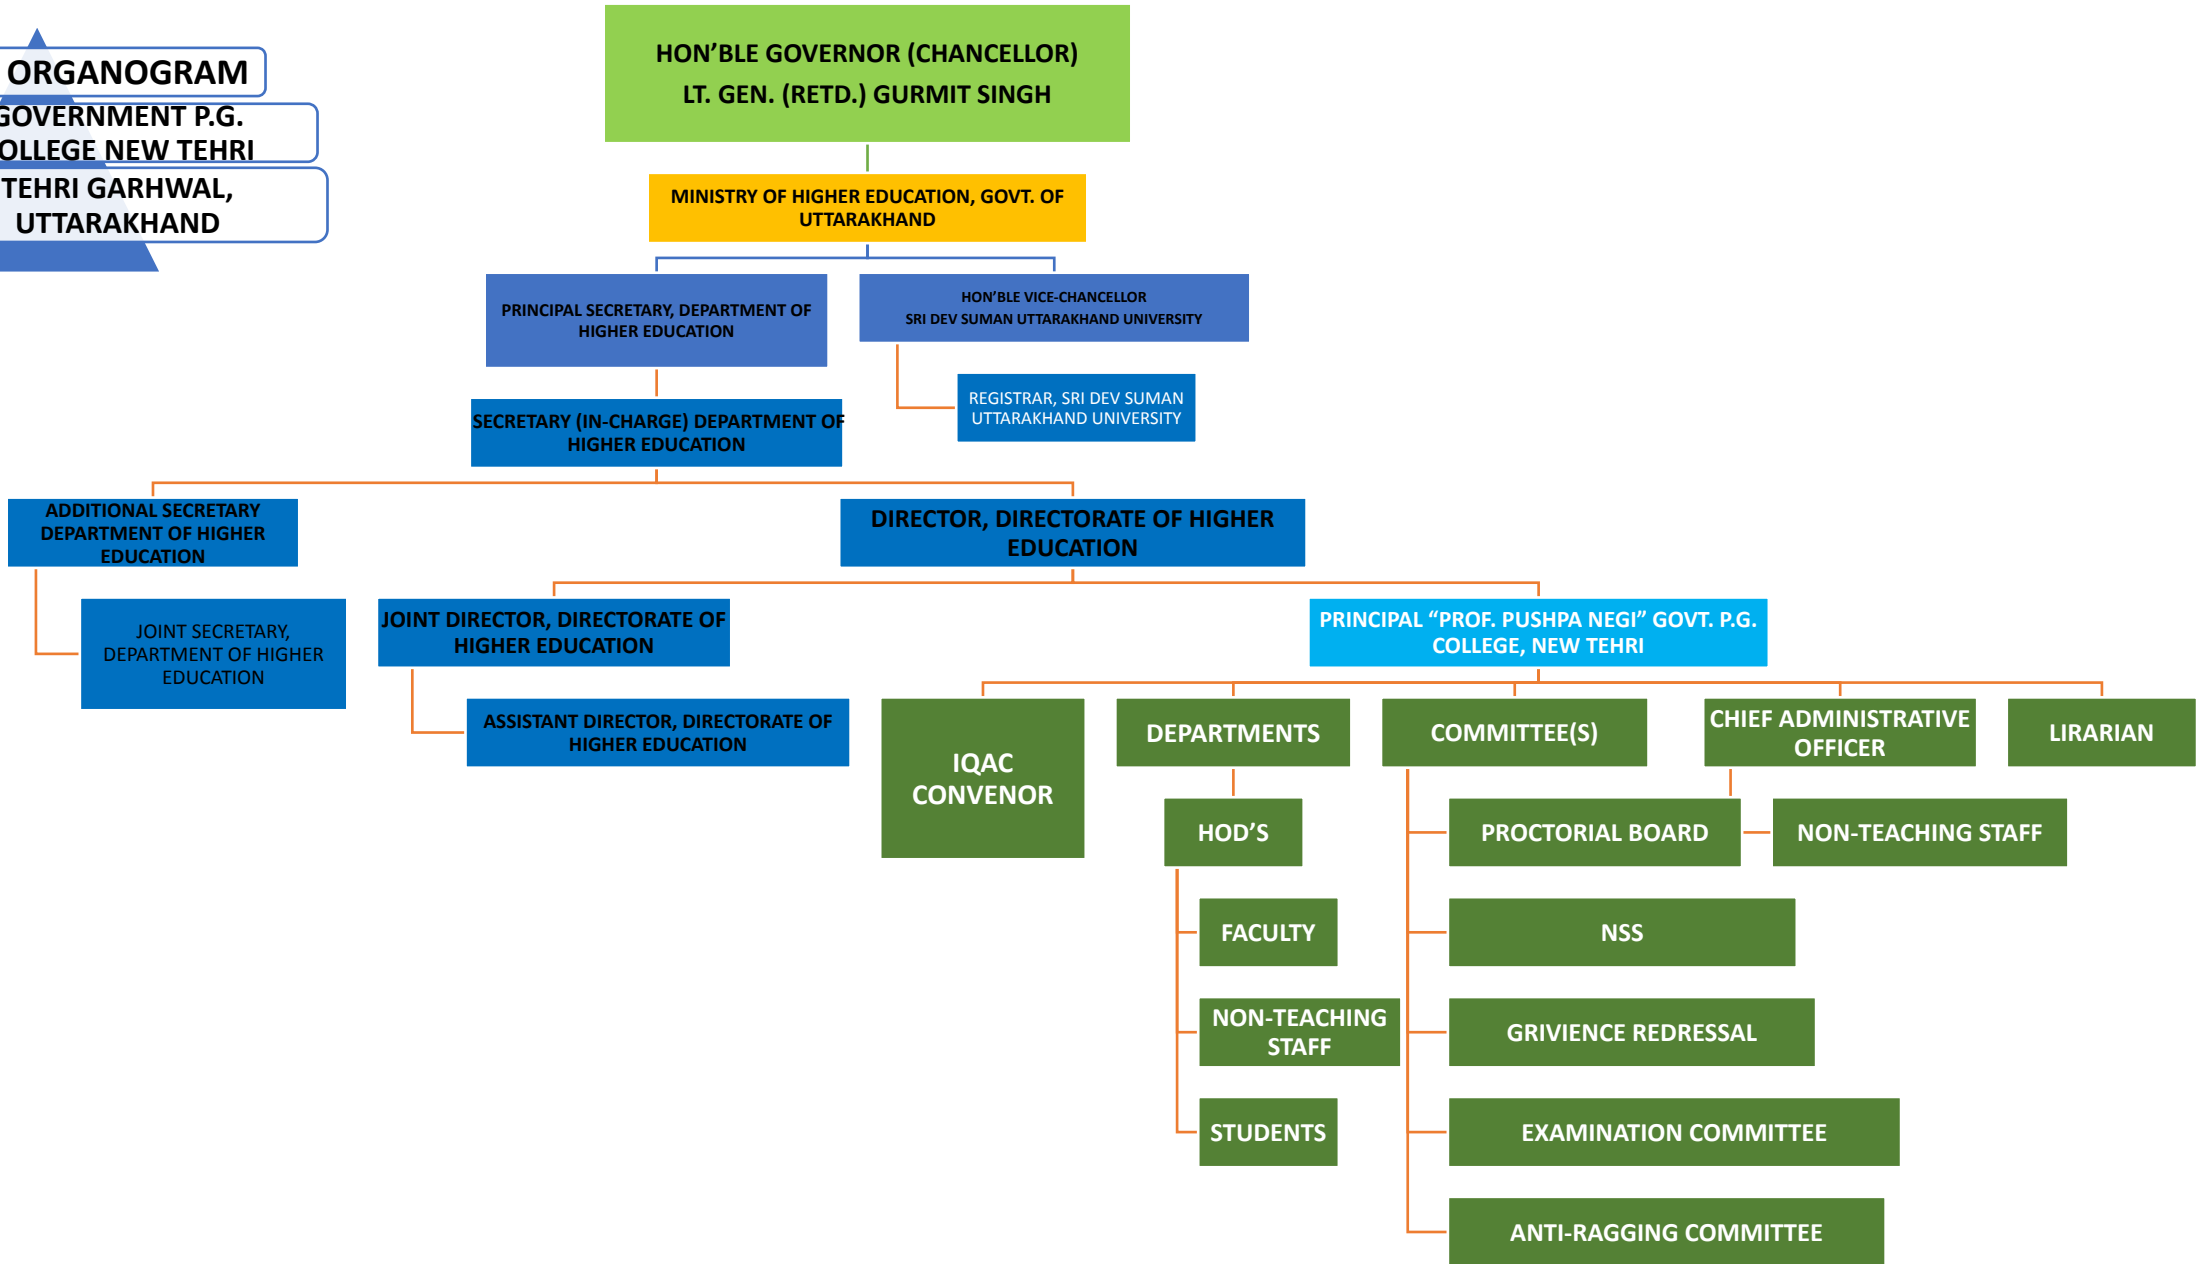 ORGANOGRAM
GOVERNMENT P.G.
COLLEGE NEW TEHRI
TEHRI GARHWAL,
UTTARAKHAND
HON’BLE GOVERNOR (CHANCELLOR)
LT. GEN. (RETD.) GURMIT SINGH
MINISTRY OF HIGHER EDUCATION, GOVT. OF
UTTARAKHAND
PRINCIPAL SECRETARY, DEPARTMENT OF
HIGHER EDUCATION
HON’BLE VICE-CHANCELLOR
SRI DEV SUMAN UTTARAKHAND UNIVERSITY
REGISTRAR, SRI DEV SUMAN
UTTARAKHAND UNIVERSITY
SECRETARY (IN-CHARGE) DEPARTMENT OF
HIGHER EDUCATION
ADDITIONAL SECRETARY
DEPARTMENT OF HIGHER
EDUCATION
DIRECTOR, DIRECTORATE OF HIGHER
EDUCATION
JOINT SECRETARY,
DEPARTMENT OF HIGHER
EDUCATION
JOINT DIRECTOR, DIRECTORATE OF
HIGHER EDUCATION
PRINCIPAL “PROF. PUSHPA NEGI” GOVT. P.G.
COLLEGE, NEW TEHRI
ASSISTANT DIRECTOR, DIRECTORATE OF
HIGHER EDUCATION
IQAC
CONVENOR
DEPARTMENTS
COMMITTEE(S)
CHIEF ADMINISTRATIVE
OFFICER
LIRARIAN
HOD’S
PROCTORIAL BOARD
NON-TEACHING STAFF
FACULTY
NSS
NON-TEACHING
STAFF
GRIVIENCE REDRESSAL
STUDENTS
EXAMINATION COMMITTEE
ANTI-RAGGING COMMITTEE